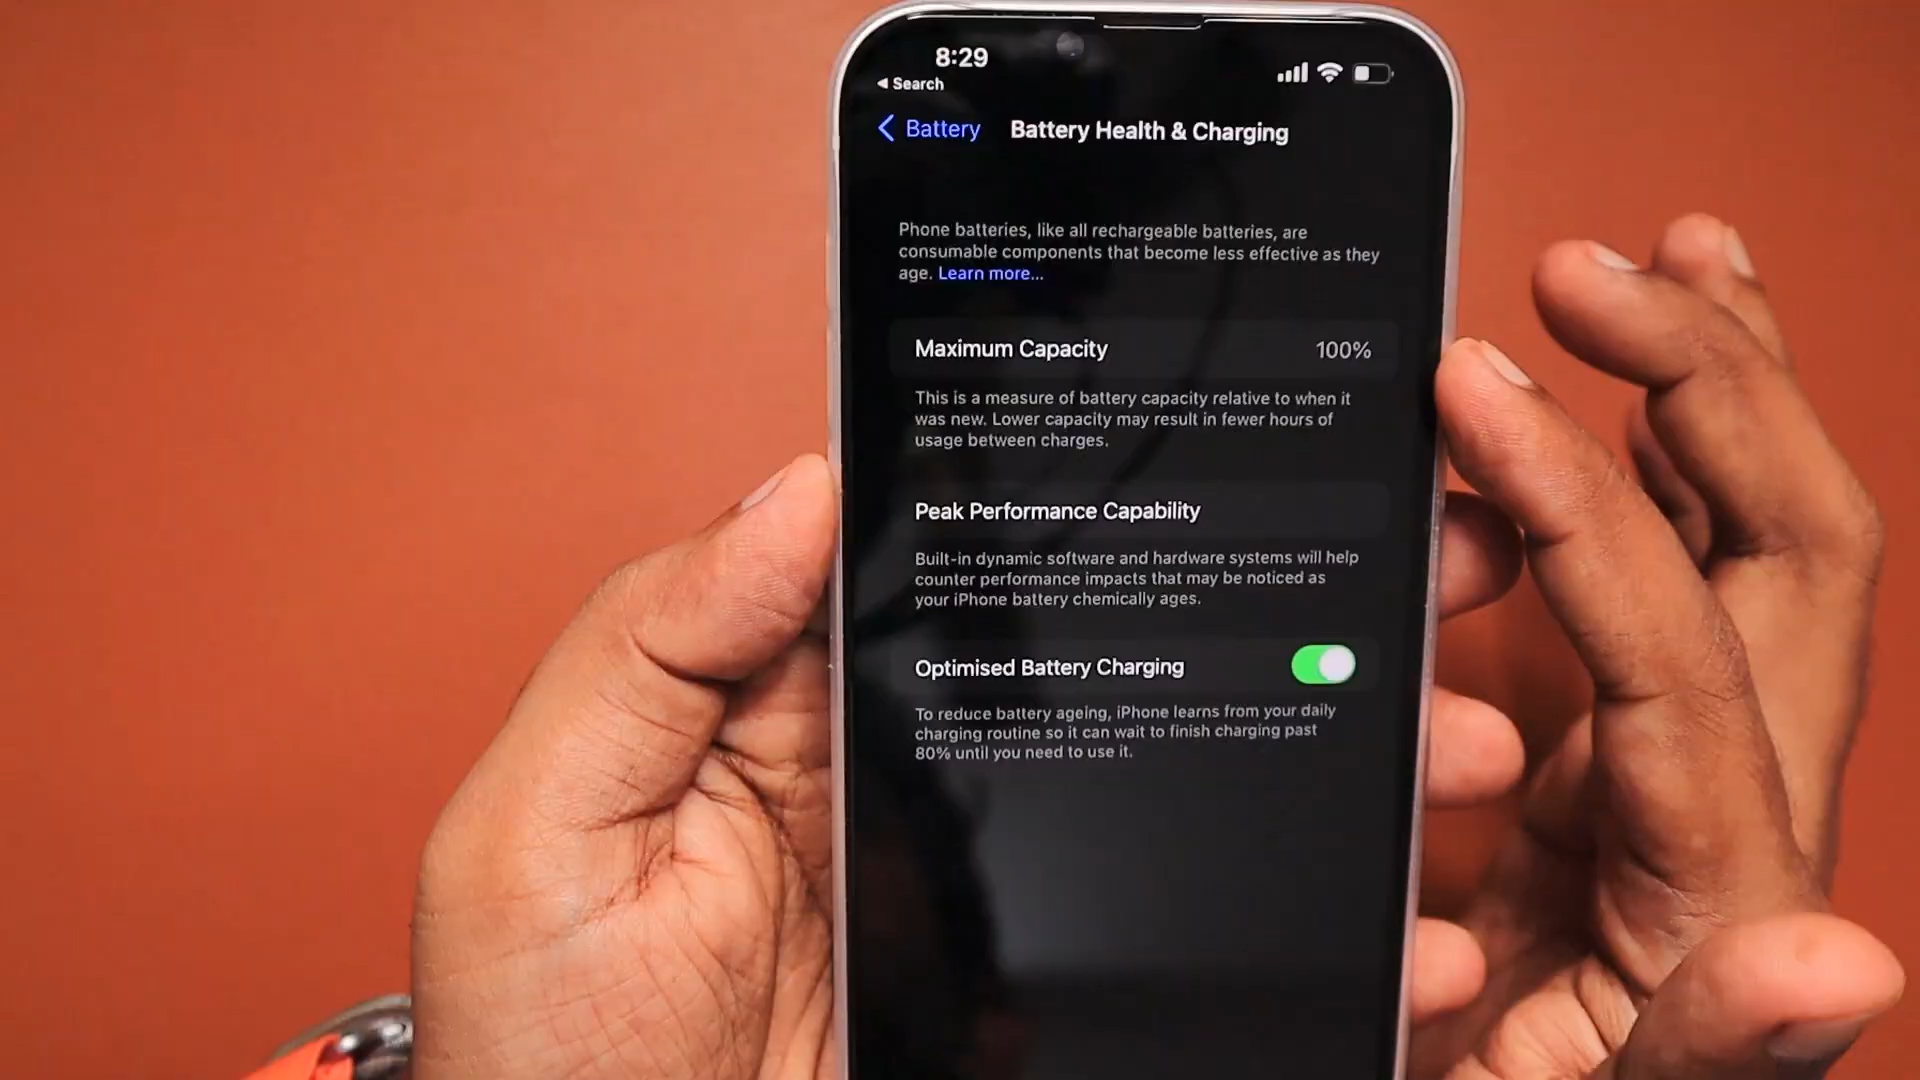 8:29
◀ Search
Battery
Battery Health & Charging
Phone batteries, like all rechargeable batteries, are
consumable components that become less effective as they
age. Learn more...
Maximum Capacity 100%
This is a measure of battery capacity relative to when it
was new. Lower capacity may result in fewer hours of
usage between charges.
Peak Performance Capability
Built-in dynamic software and hardware systems will help
counter performance impacts that may be noticed as
your iPhone battery chemically ages.
Optimised Battery Charging
To reduce battery ageing, iPhone learns from your daily
charging routine so it can wait to finish charging past
80% until you need to use it.